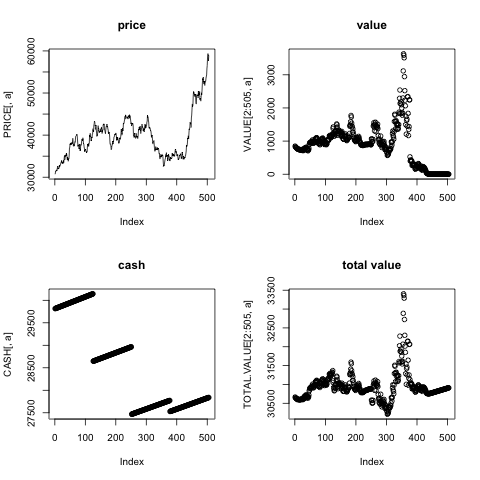 price
PRICE[, a]
30000 40000 50000 60000
0 100 200 300 400 500
Index
value
VALUE[2:505, a]
0 1000 2000 3000
0 100 200 300 400 500
Index
cash
CASH[, a]
27500 28500 29500
0 100 200 300 400 500
Index
total value
TOTAL.VALUE[2:505, a]
30500 31500 32500 33500
0 100 200 300 400 500
Index